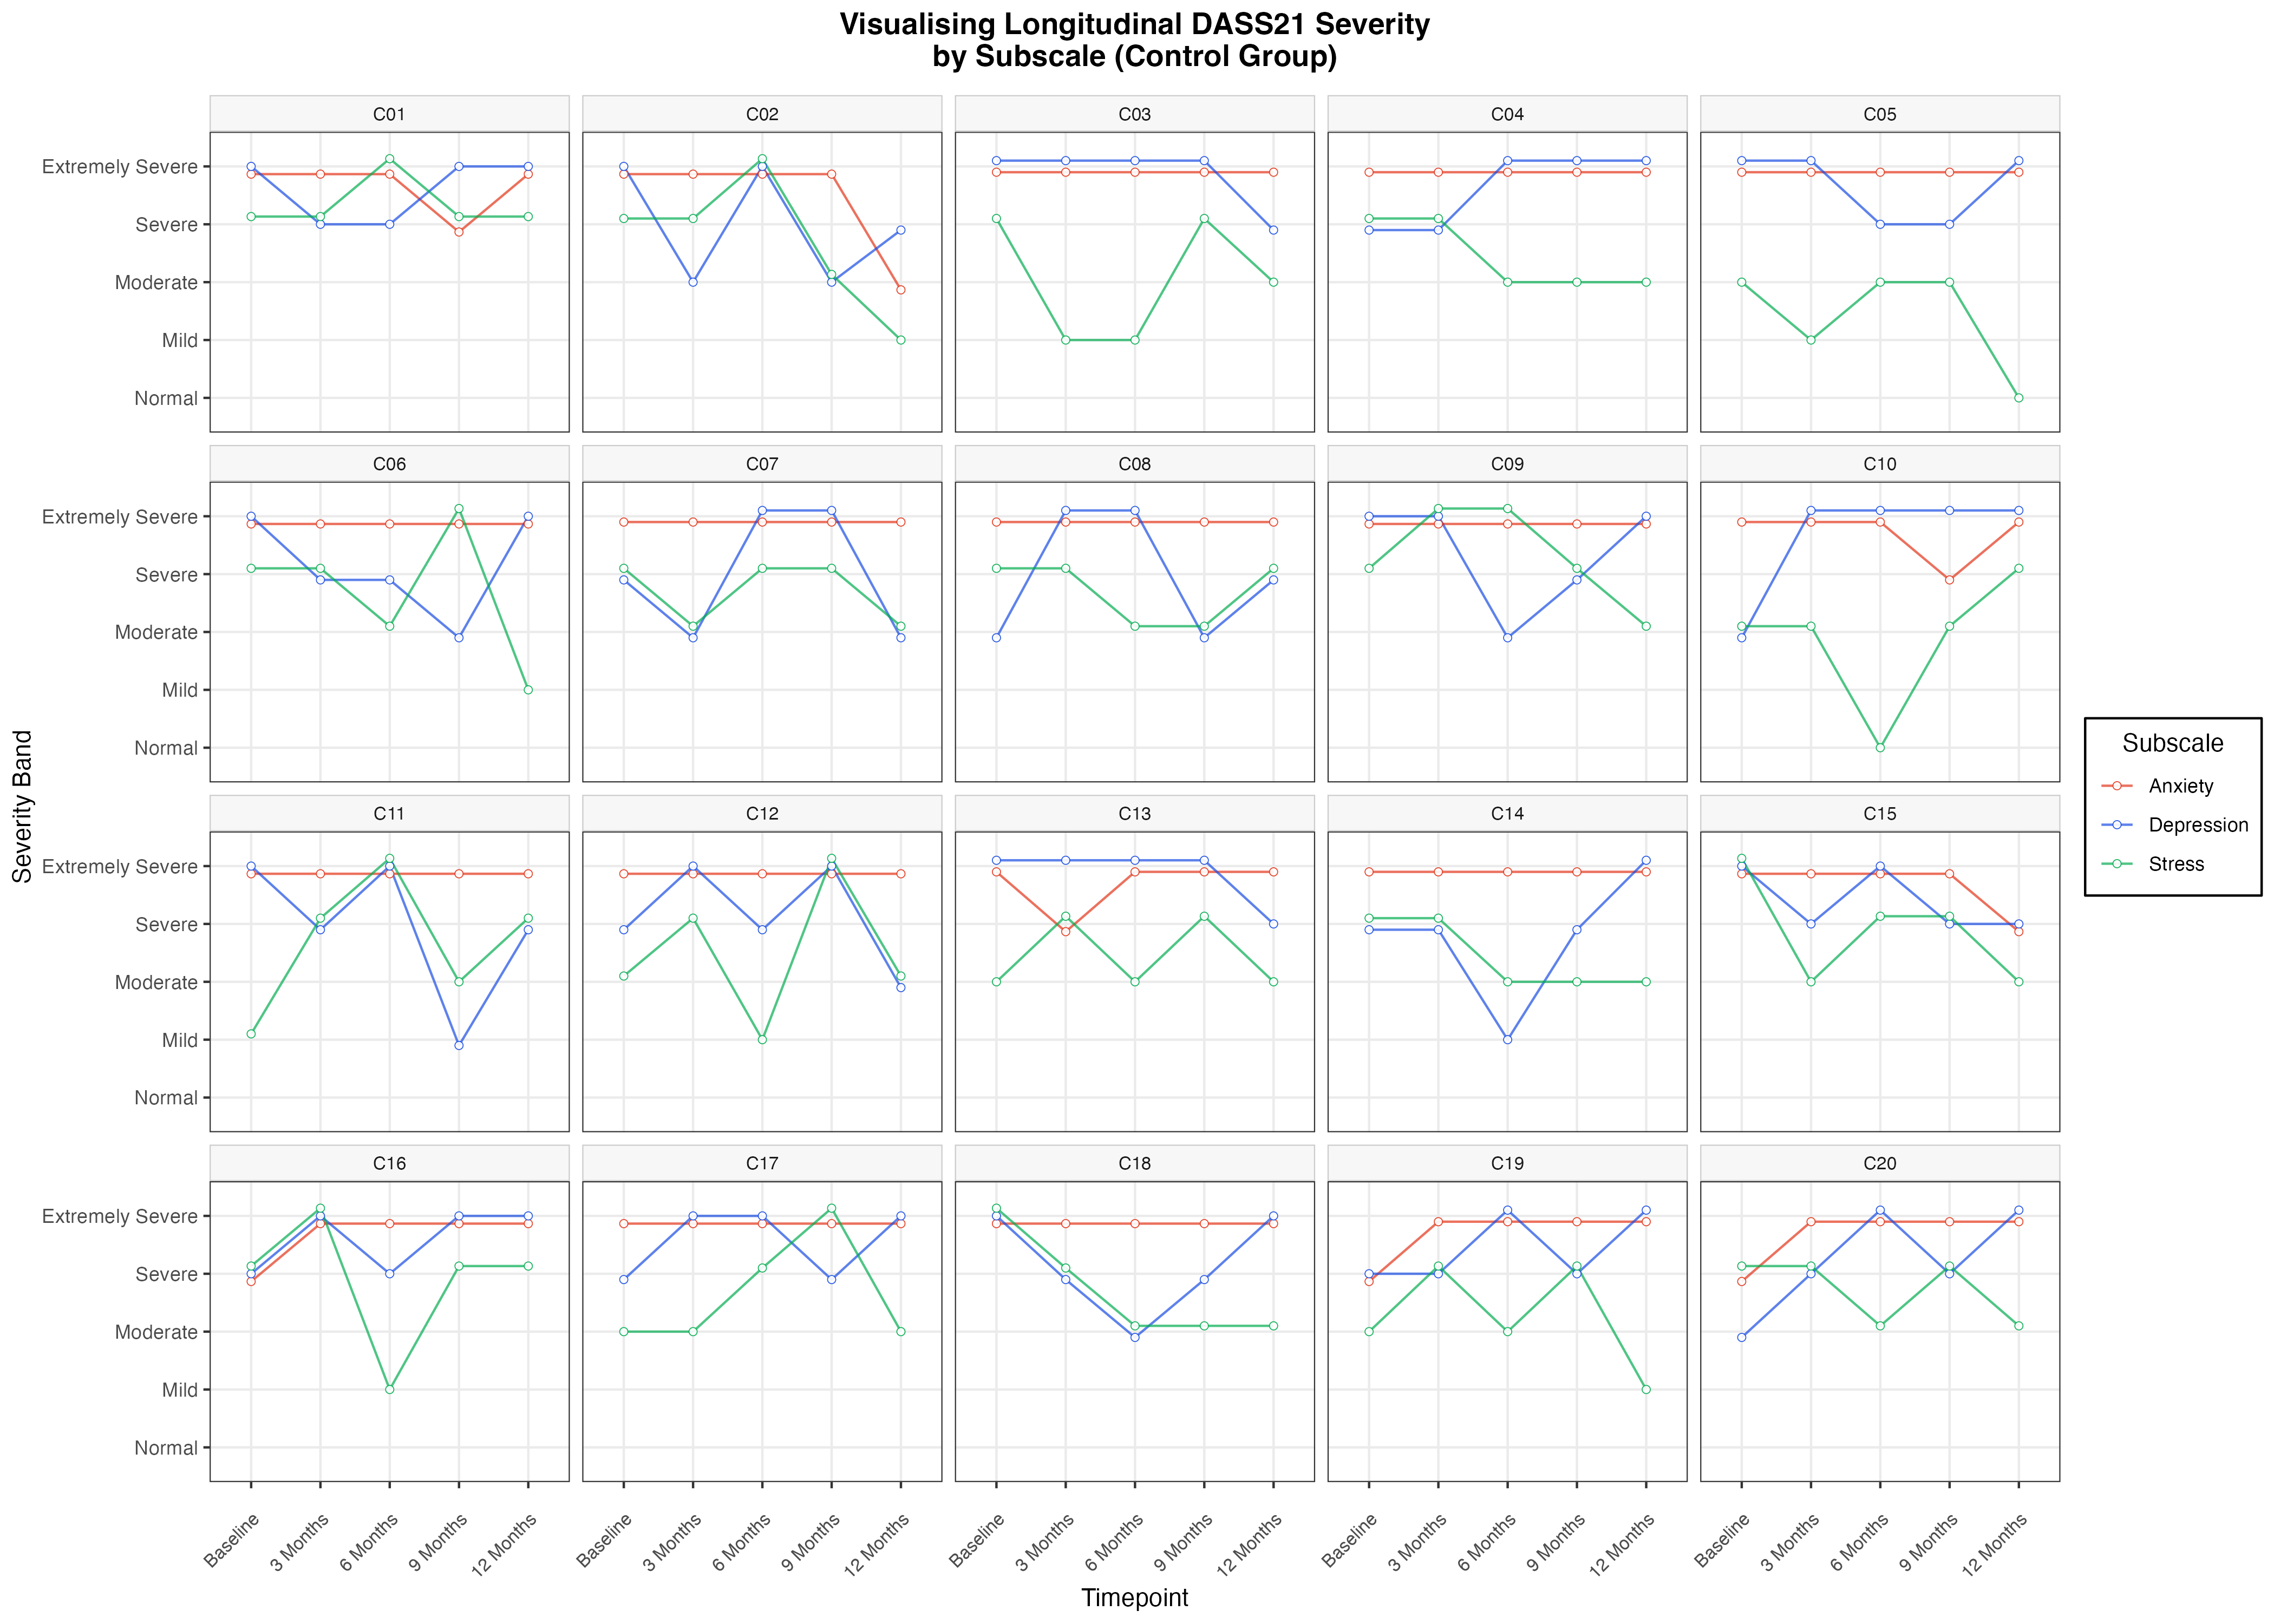 Visualising Longitudinal DASS21 Severity
by Subscale (Control Group)
C01 C02 C03 C04 C05
Extremely Severe
Severe
Moderate
Mild
Normal
C06 C07 C08 C09 C10
Extremely Severe
Severe
Moderate
Mild
Normal
C11 C12 C13 C14 C15
Extremely Severe
Severe
Moderate
Mild
Normal
C16 C17 C18 C19 C20
Extremely Severe
Severe
Moderate
Mild
Normal
Baseline 3 Months 6 Months 9 Months 12 Months Baseline 3 Months 6 Months 9 Months 12 Months Baseline 3 Months 6 Months 9 Months 12 Months Baseline 3 Months 6 Months 9 Months 12 Months Baseline 3 Months 6 Months 9 Months 12 Months
Timepoint
Severity Band
Subscale
Anxiety
Depression
Stress